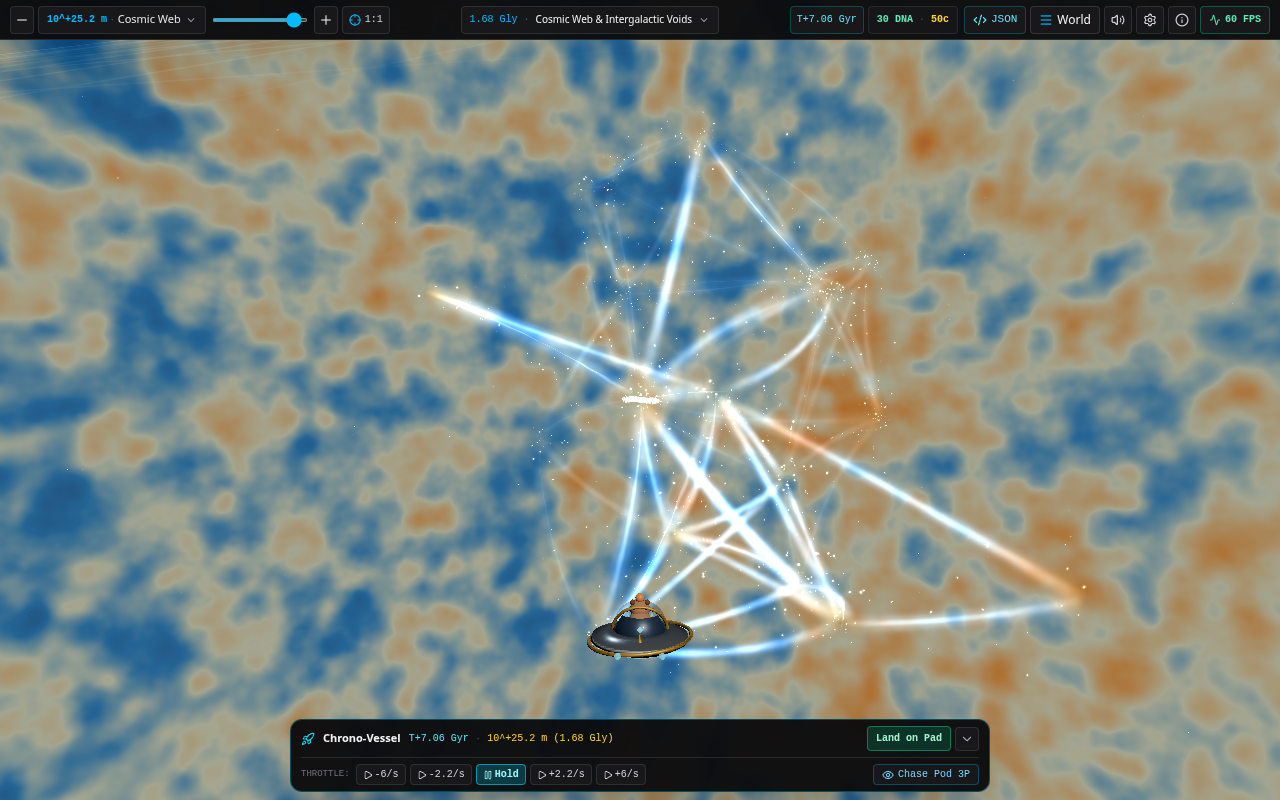 10^+25.2 m · Cosmic Web
1:1
1.68 Gly · Cosmic Web & Intergalactic Voids
T+7.06 Gyr
30 DNA · 50c
JSON
World
60 FPS
Chrono-Vessel T+7.06 Gyr · 10^+25.2 m (1.68 Gly)
Land on Pad
THROTTLE: -6/s -2.2/s Hold +2.2/s +6/s
Chase Pod 3P